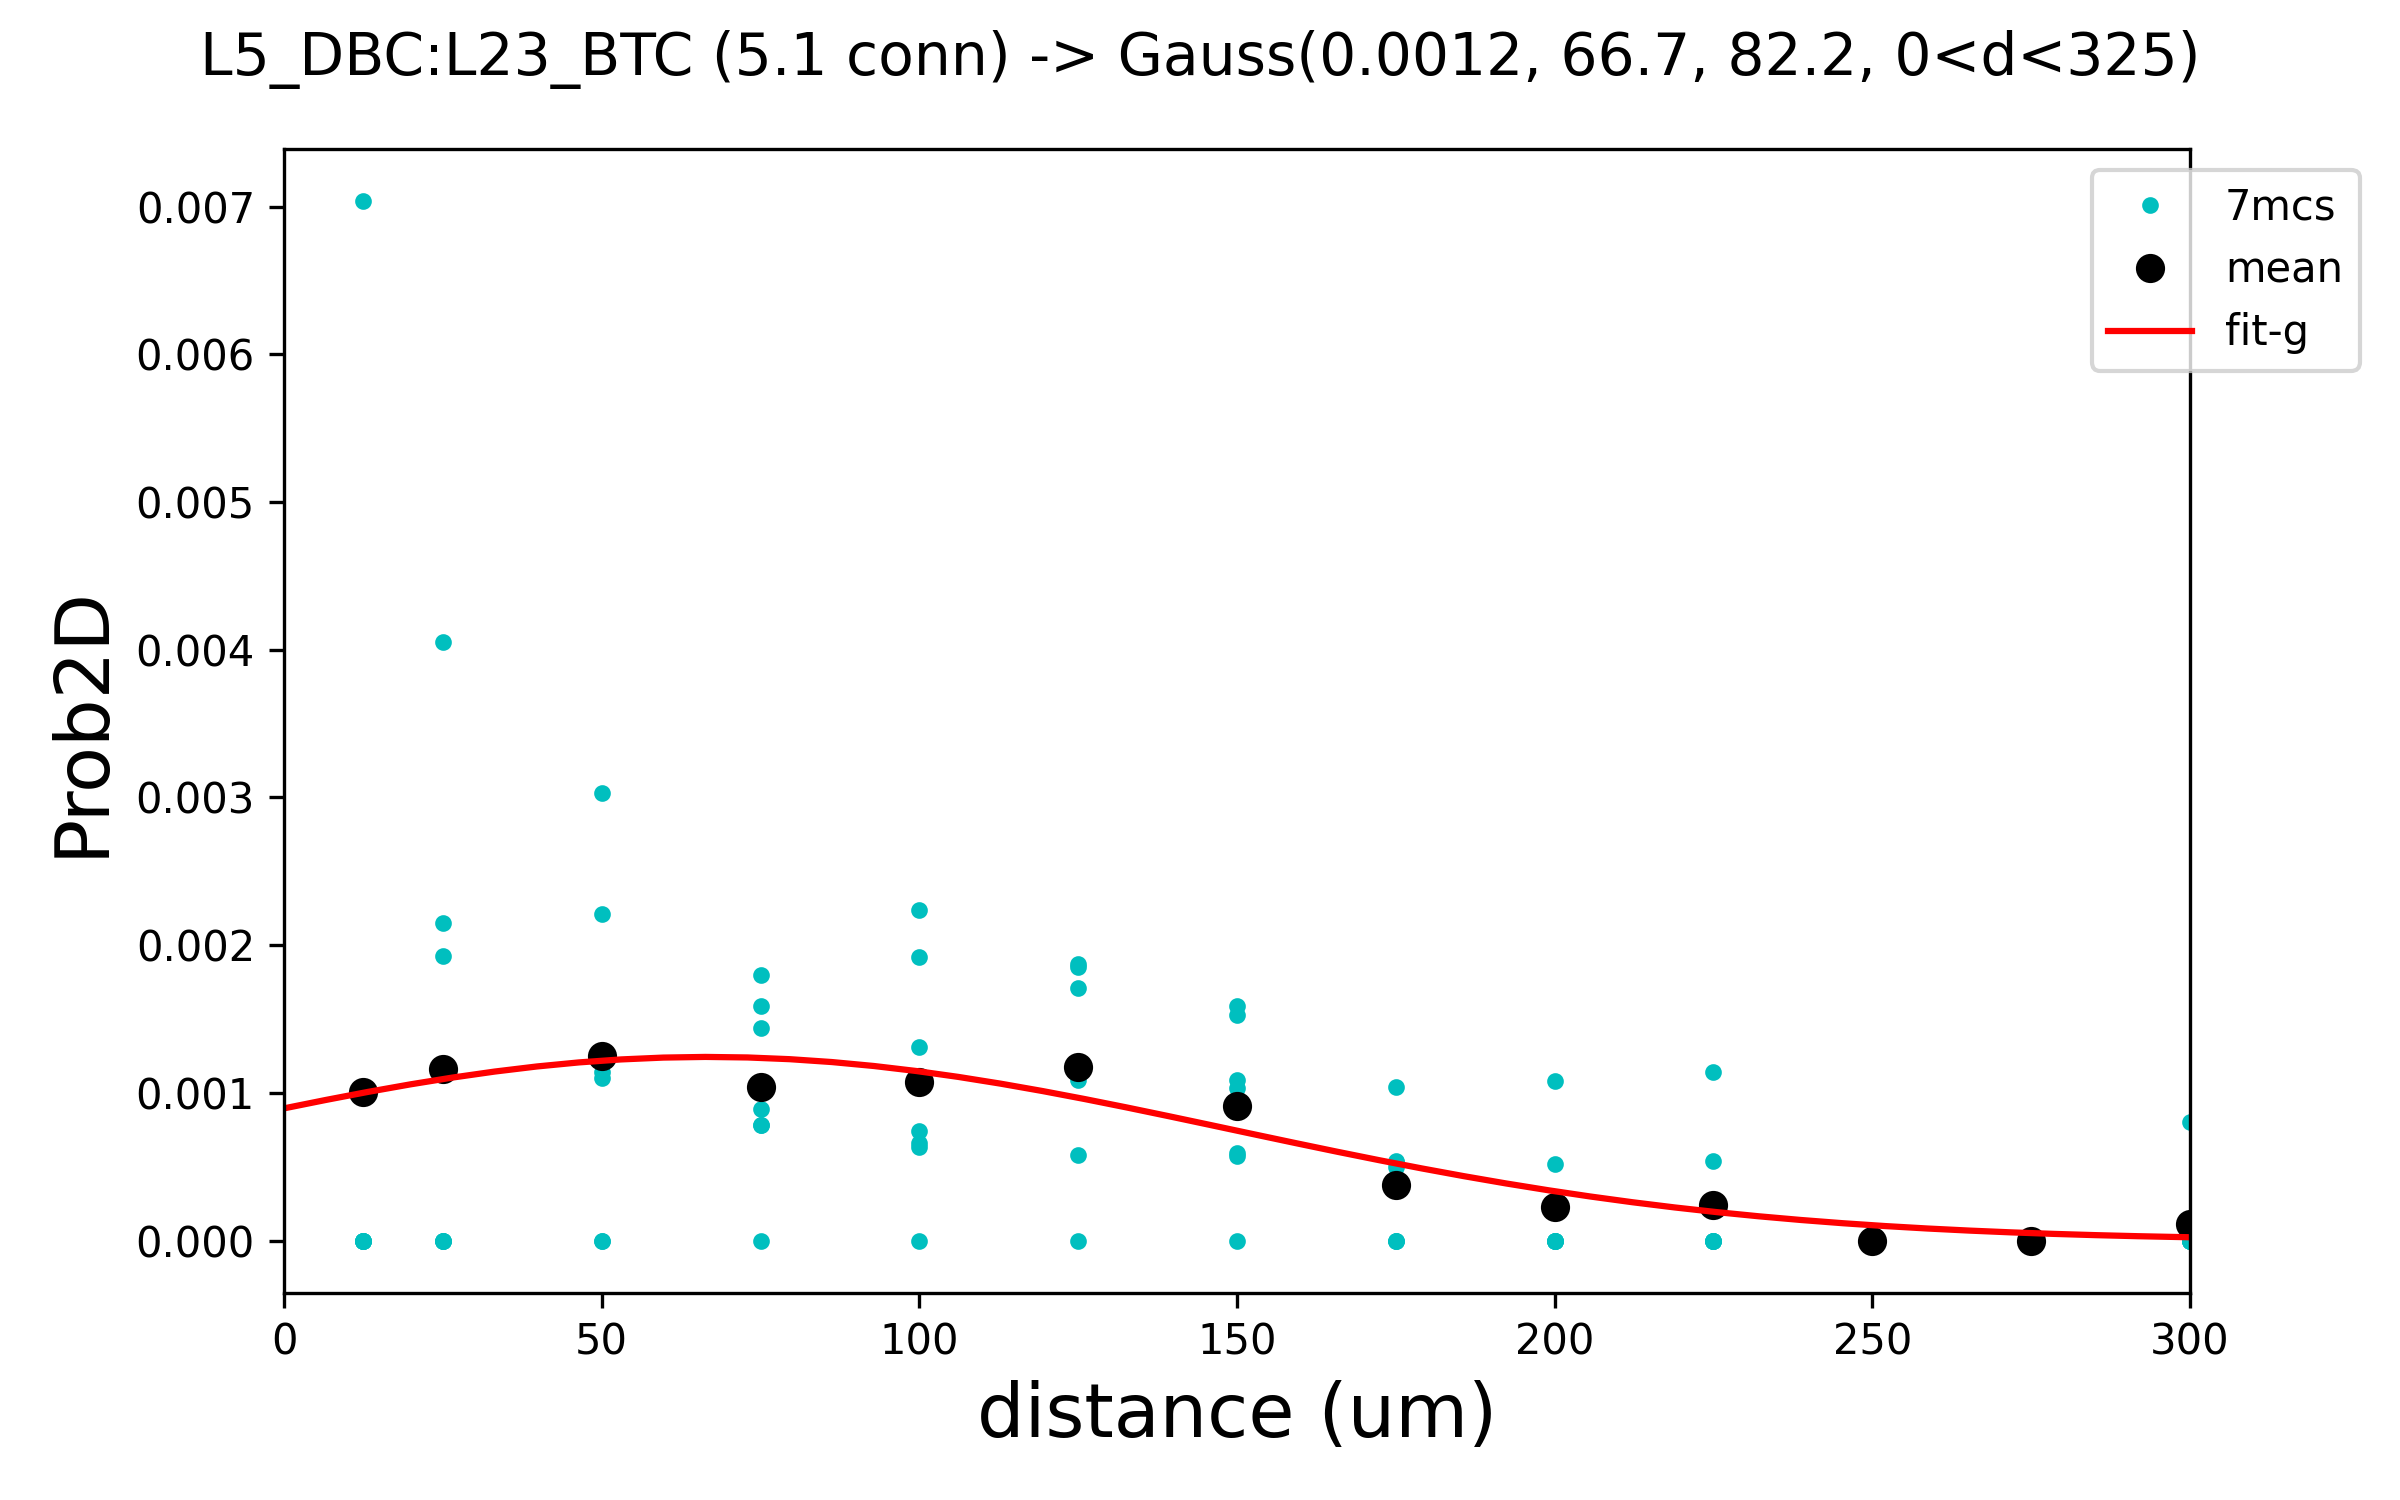 L5_DBC:L23_BTC (5.1 conn) -> Gauss(0.0012, 66.7, 82.2, 0<d<325)
7mcs
mean
fit-g
Prob2D
0.007
0.006
0.005
0.004
0.003
0.002
0.001
0.000
0 50 100 150 200 250 300
distance (um)